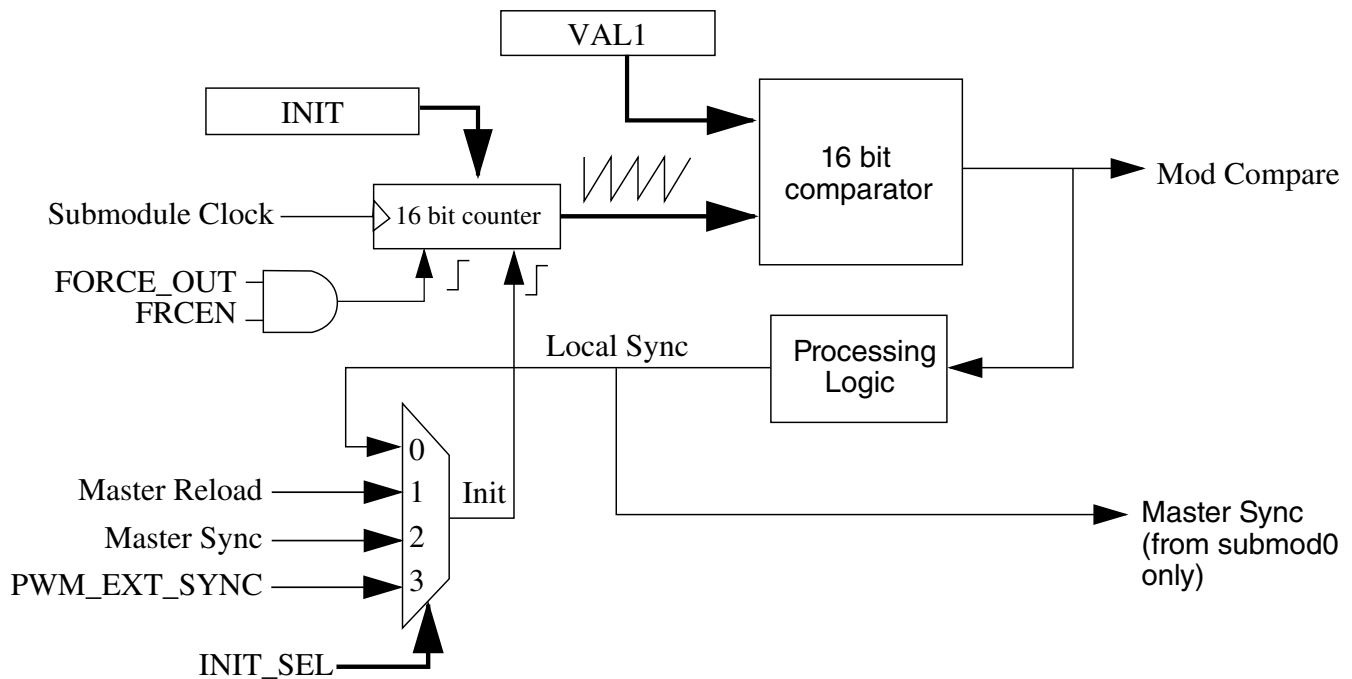 VAL1
INIT
16 bit
comparator
Mod Compare
Submodule Clock
16 bit counter
FORCE_OUT
FRCEN
Local Sync
Processing
Logic
0
Master Reload
1
Init
Master Sync
2
Master Sync
(from submod0
only)
PWM_EXT_SYNC
3
INIT_SEL